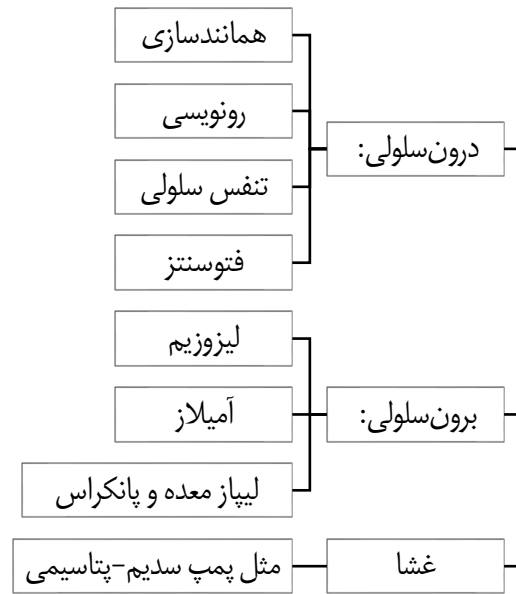 درون‌سلولی:
همانندسازی
رونویسی
تنفس سلولی
فتوسنتز
برون‌سلولی:
لیزوزیم
آمیلاز
لیپاز معده و پانکراس
غشا
مثل پمپ سدیم-پتاسیمی